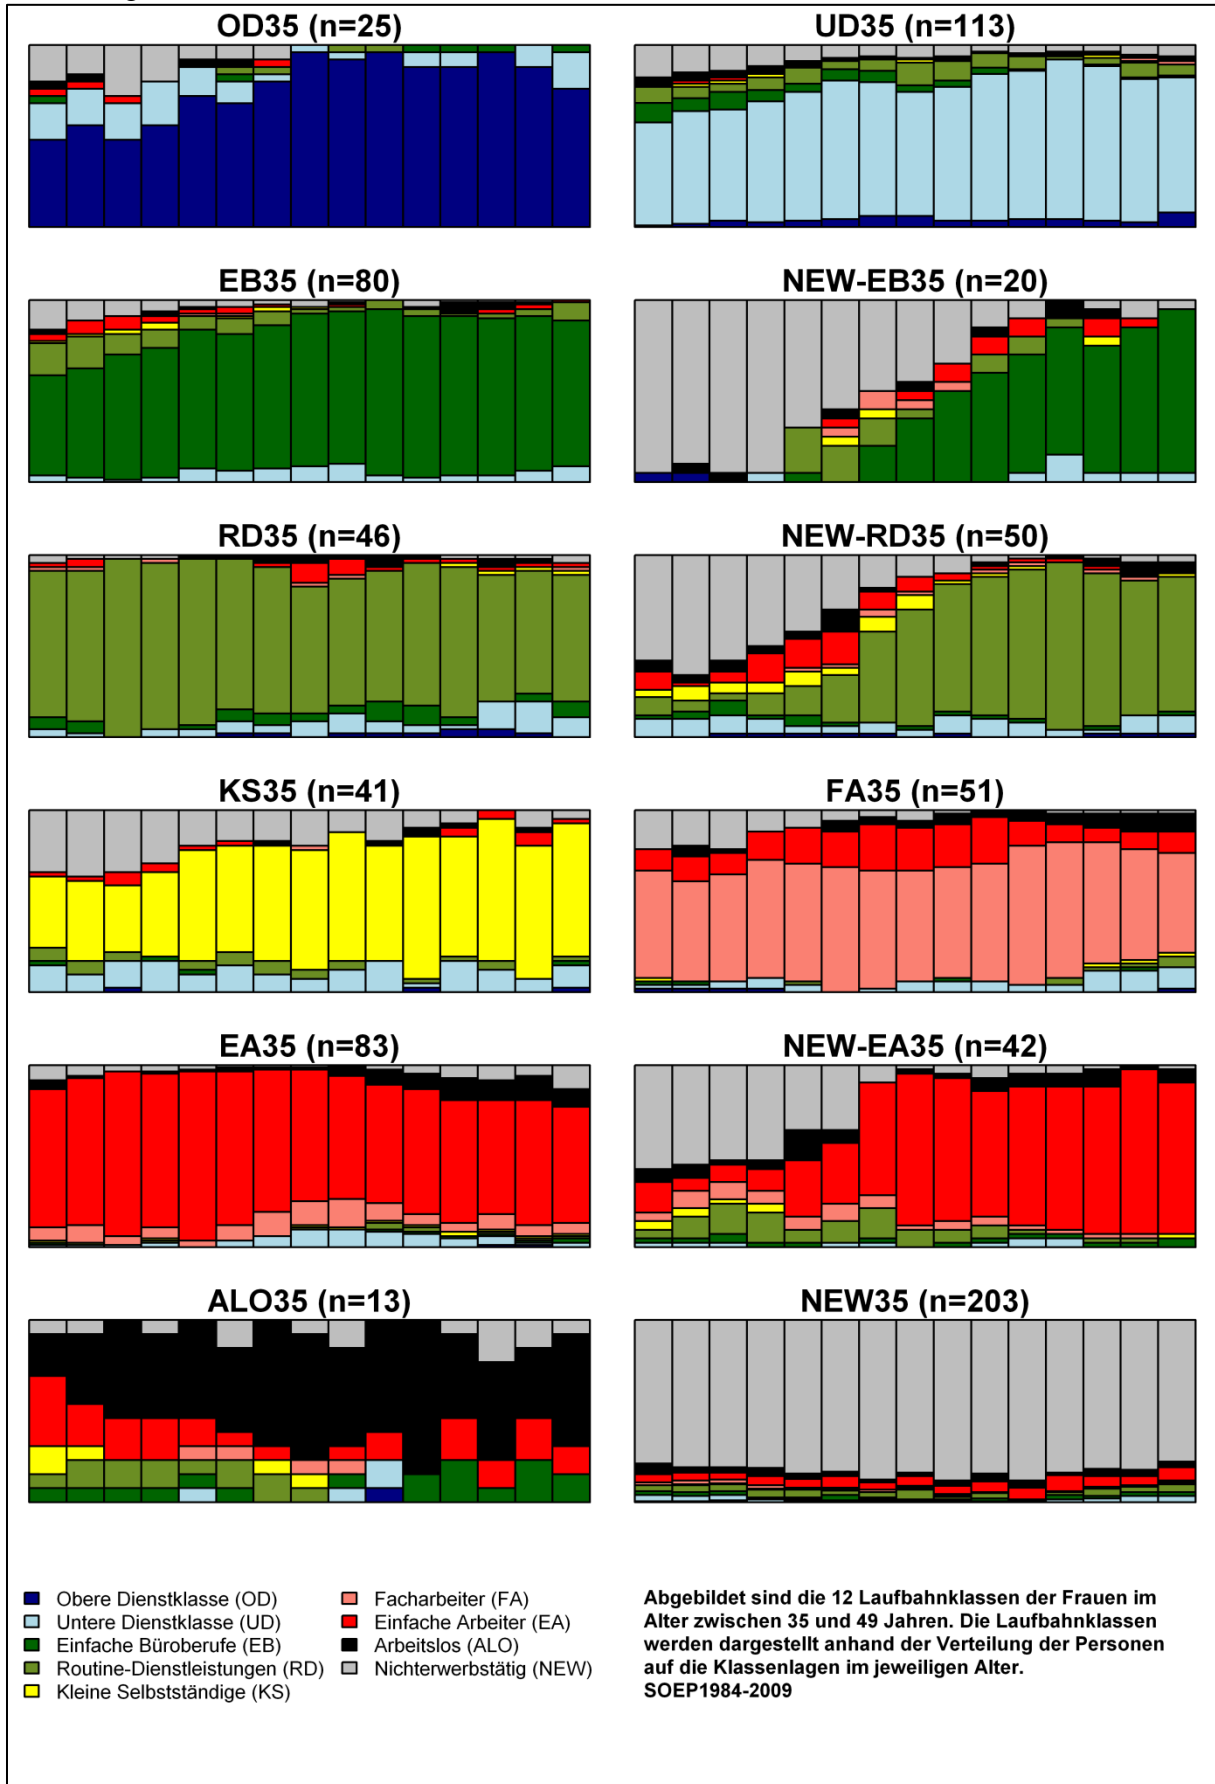 OD35 (n=25)
UD35 (n=113)
EB35 (n=80)
NEW-EB35 (n=20)
RD35 (n=46)
NEW-RD35 (n=50)
KS35 (n=41)
FA35 (n=51)
EA35 (n=83)
NEW-EA35 (n=42)
ALO35 (n=13)
NEW35 (n=203)
Obere Dienstklasse (OD)
Untere Dienstklasse (UD)
Einfache Büroberufe (EB)
Routine-Dienstleistungen (RD)
Kleine Selbstständige (KS)
Facharbeiter (FA)
Einfache Arbeiter (EA)
Arbeitslos (ALO)
Nichterwerbstätig (NEW)
Abgebildet sind die 12 Laufbahnklassen der Frauen im
Alter zwischen 35 und 49 Jahren. Die Laufbahnklassen
werden dargestellt anhand der Verteilung der Personen
auf die Klassenlagen im jeweiligen Alter.
SOEP1984-2009